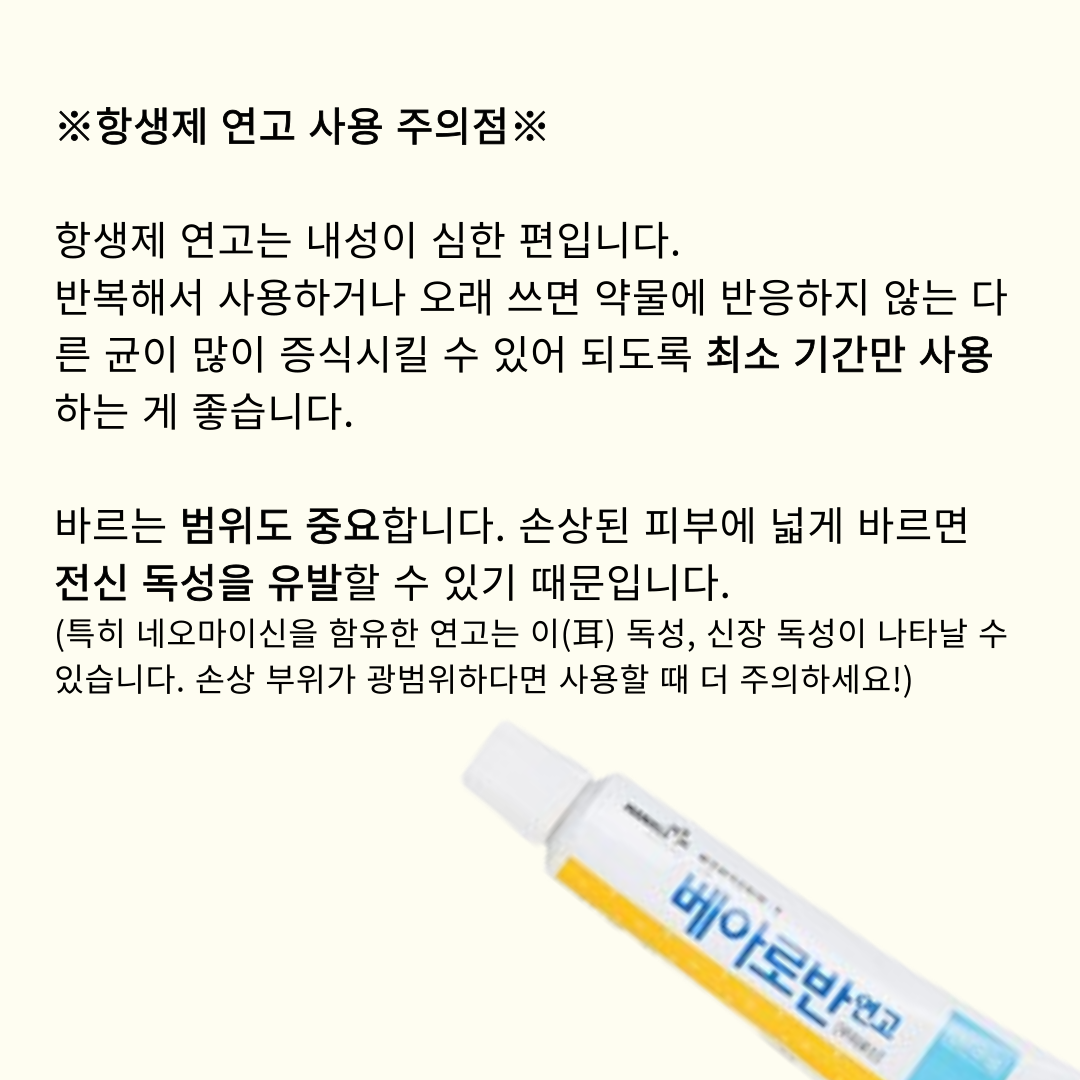 ※항생제 연고 사용 주의점※
항생제 연고는 내성이 심한 편입니다.
반복해서 사용하거나 오래 쓰면 약물에 반응하지 않는 다
른 균이 많이 증식시킬 수 있어 되도록 최소 기간만 사용
하는 게 좋습니다.
바르는 범위도 중요합니다. 손상된 피부에 넓게 바르면
전신 독성을 유발할 수 있기 때문입니다.
(특히 네오마이신을 함유한 연고는 이(耳) 독성, 신장 독성이 나타날 수
있습니다. 손상 부위가 광범위하다면 사용할 때 더 주의하세요!)
베아로반연고